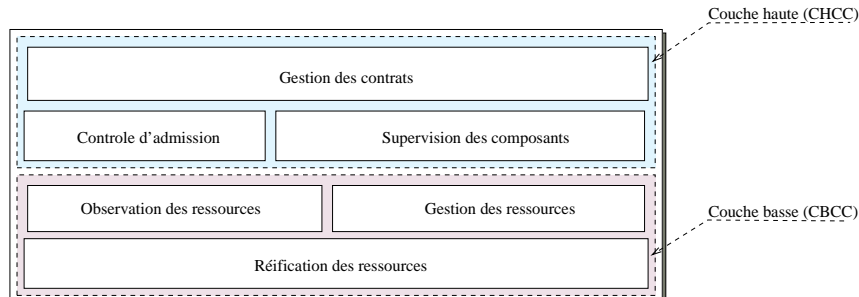 Couche haute (CHCC)
Gestion des contrats
Controle d'admission
Supervision des composants
Observation des ressources
Gestion des ressources
Couche basse (CBCC)
Réification des ressources